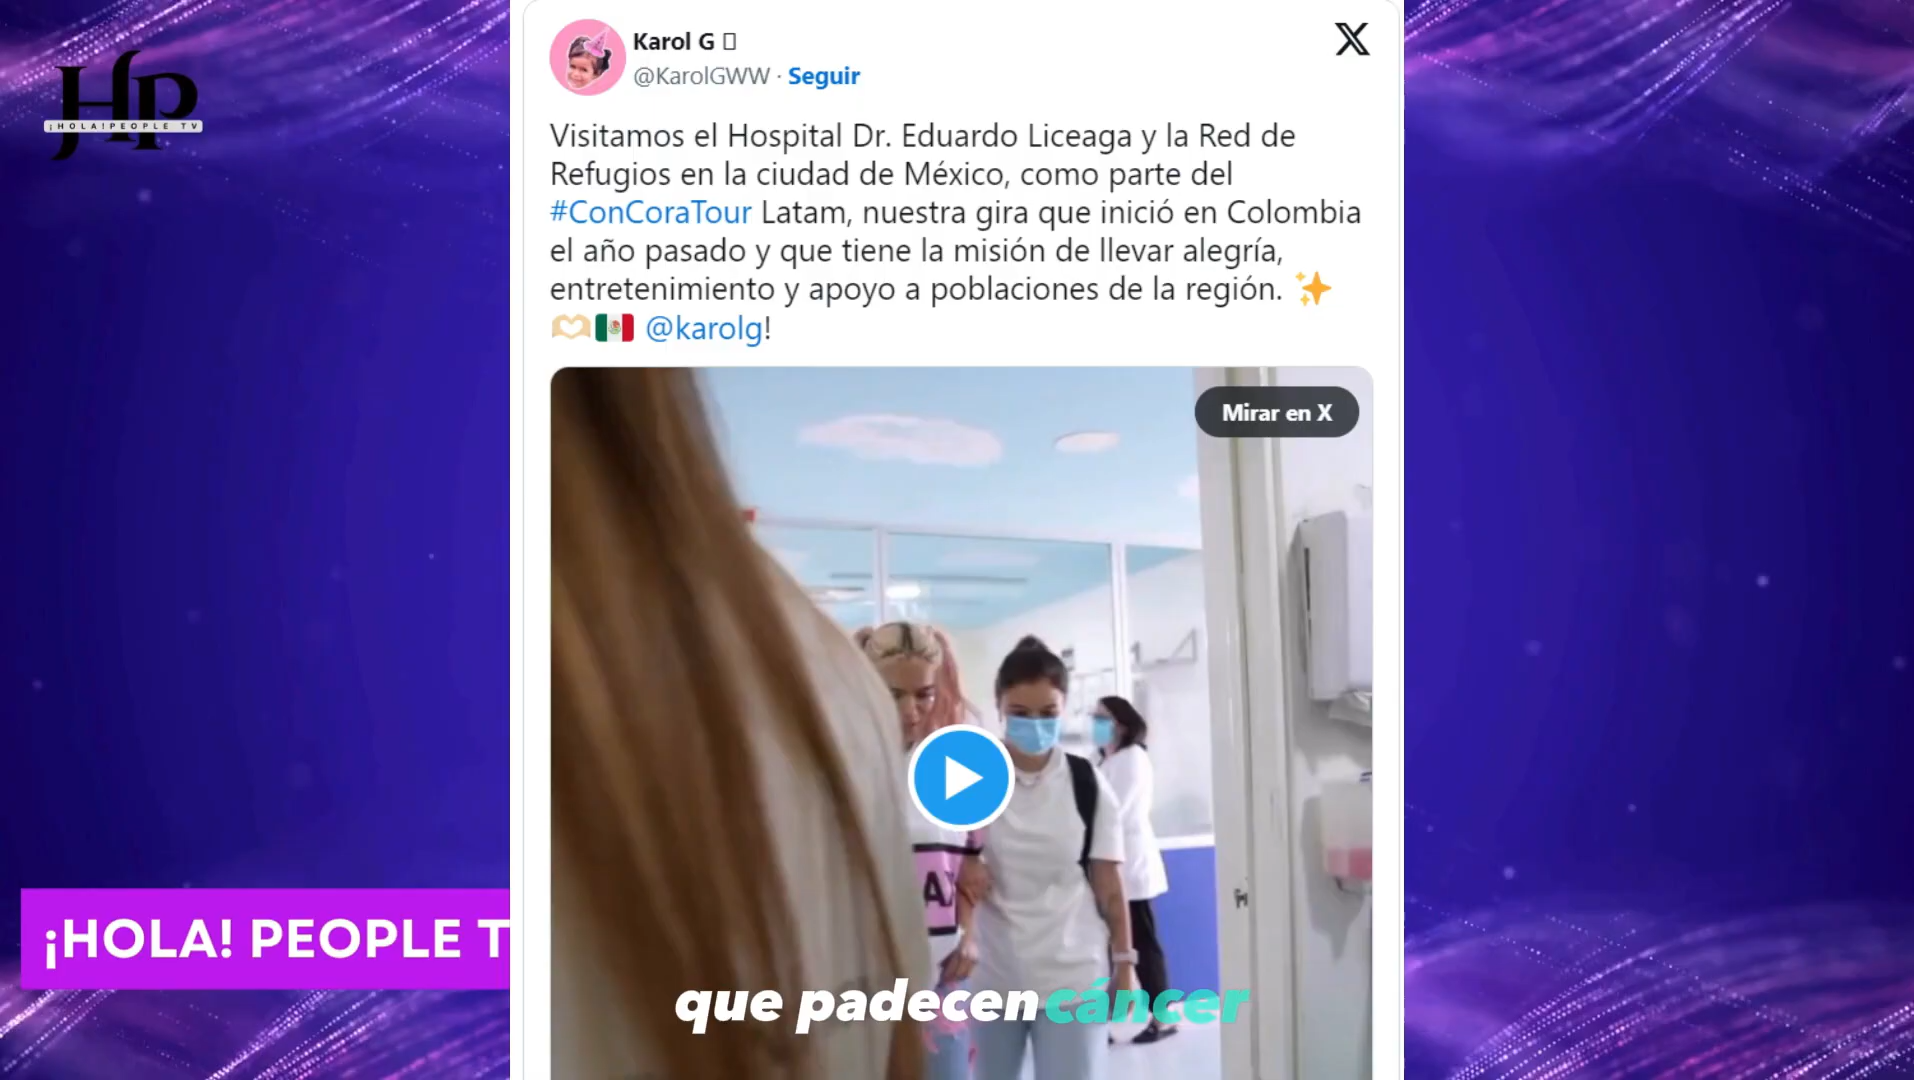 HP
¡HOLA!PEOPLE TV
Karol G
@KarolGWW · Seguir
Visitamos el Hospital Dr. Eduardo Liceaga y la Red de
Refugios en la ciudad de México, como parte del
#ConCoraTour Latam, nuestra gira que inició en Colombia
el año pasado y que tiene la misión de llevar alegría,
entretenimiento y apoyo a poblaciones de la región.
@karolg!
Mirar en X
¡HOLA! PEOPLE T
que padecen cáncer